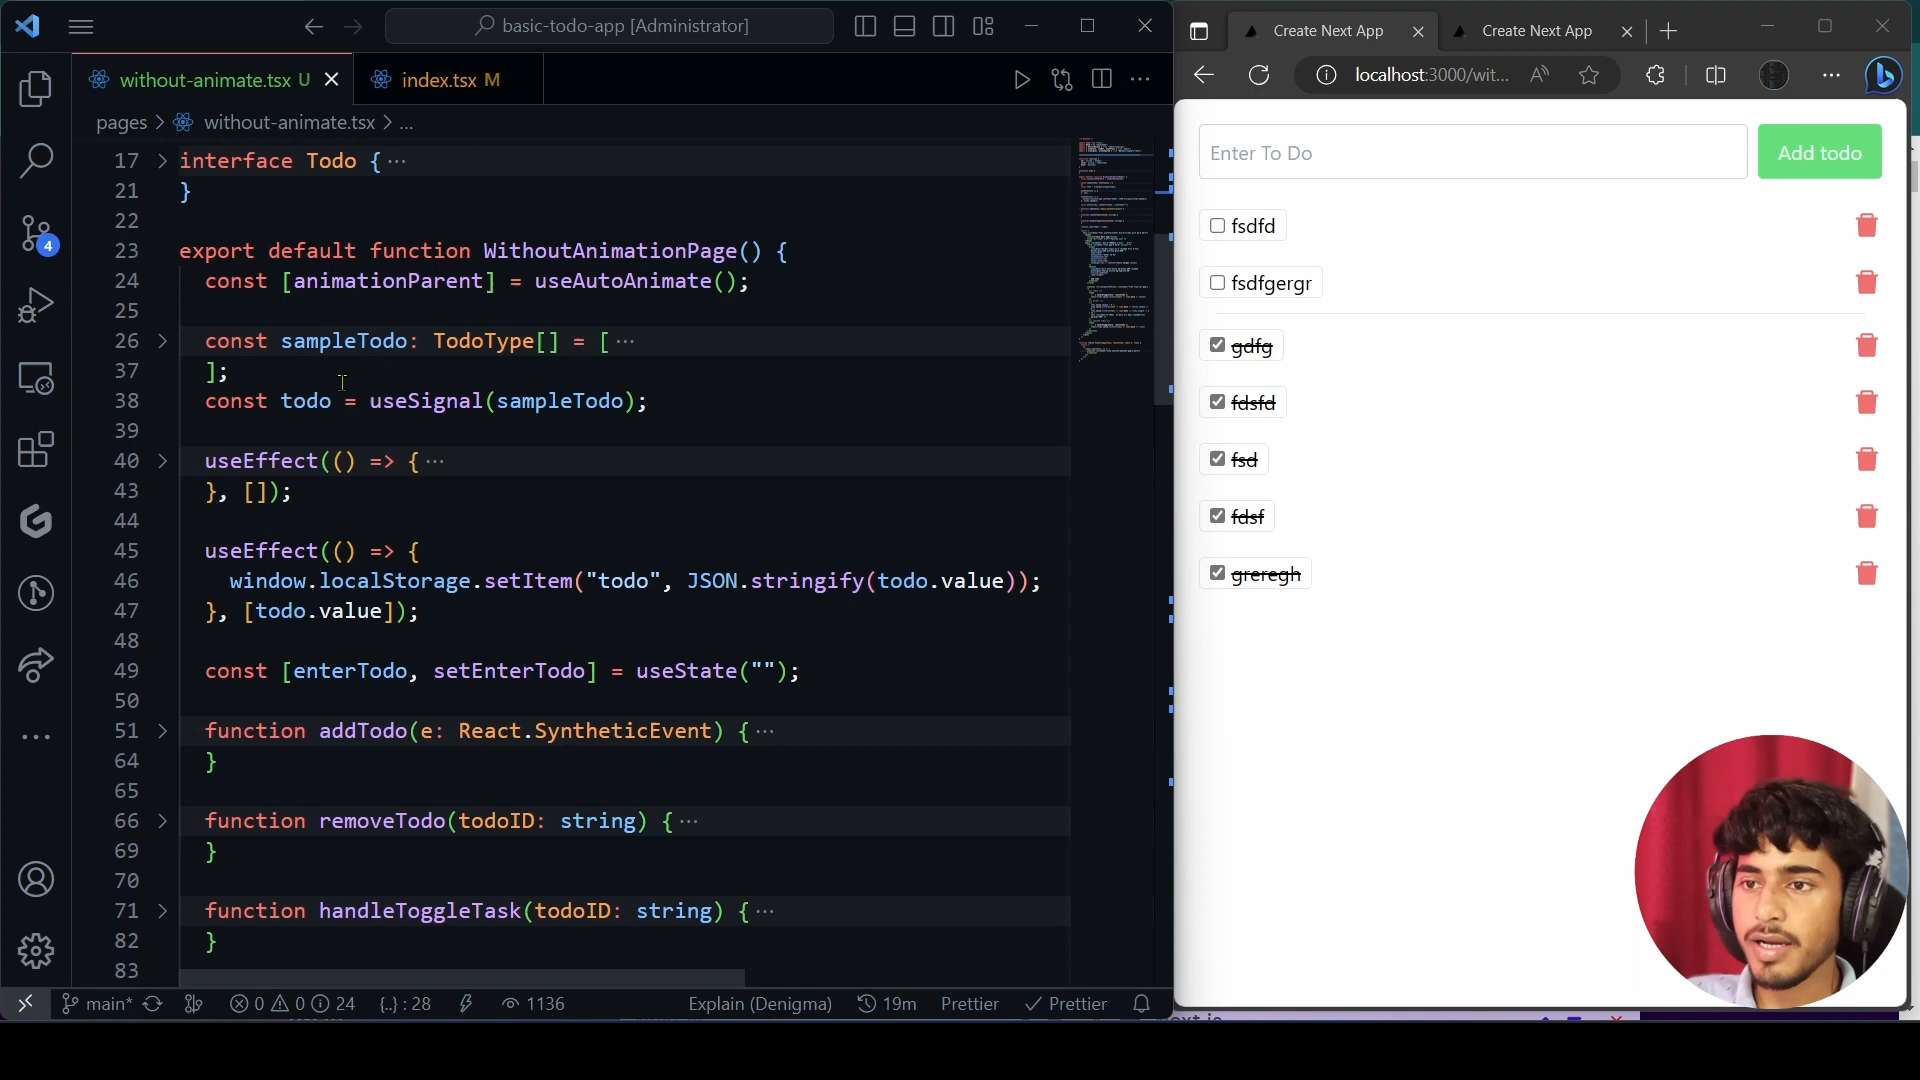 basic-todo-app [Administrator]
without-animate.tsx U
index.tsx M
pages > without-animate.tsx > ...
17 interface Todo { ...
21 }
22
23 export default function WithoutAnimationPage() {
24 const [animationParent] = useAutoAnimate();
25
26 const sampleTodo: TodoType[] = [ ...
37 ];
38 const todo = useSignal(sampleTodo);
39
40 useEffect(() => { ...
43 }, []);
44
45 useEffect(() => {
46 window.localStorage.setItem("todo", JSON.stringify(todo.value));
47 }, [todo.value]);
48
49 const [enterTodo, setEnterTodo] = useState("");
50
51 function addTodo(e: React.SyntheticEvent) { ...
64 }
65
66 function removeTodo(todoID: string) { ...
69 }
70
71 function handleToggleTask(todoID: string) { ...
82 }
83
4
main* 0 0 24 {..} : 28 1136 Explain (Denigma) 19m Prettier Prettier
Create Next App
Create Next App
localhost:3000/wit...
Enter To Do
Add todo
fsdfd
fsdfgergr
gdfg
fdsfd
fsd
fdsf
greregh